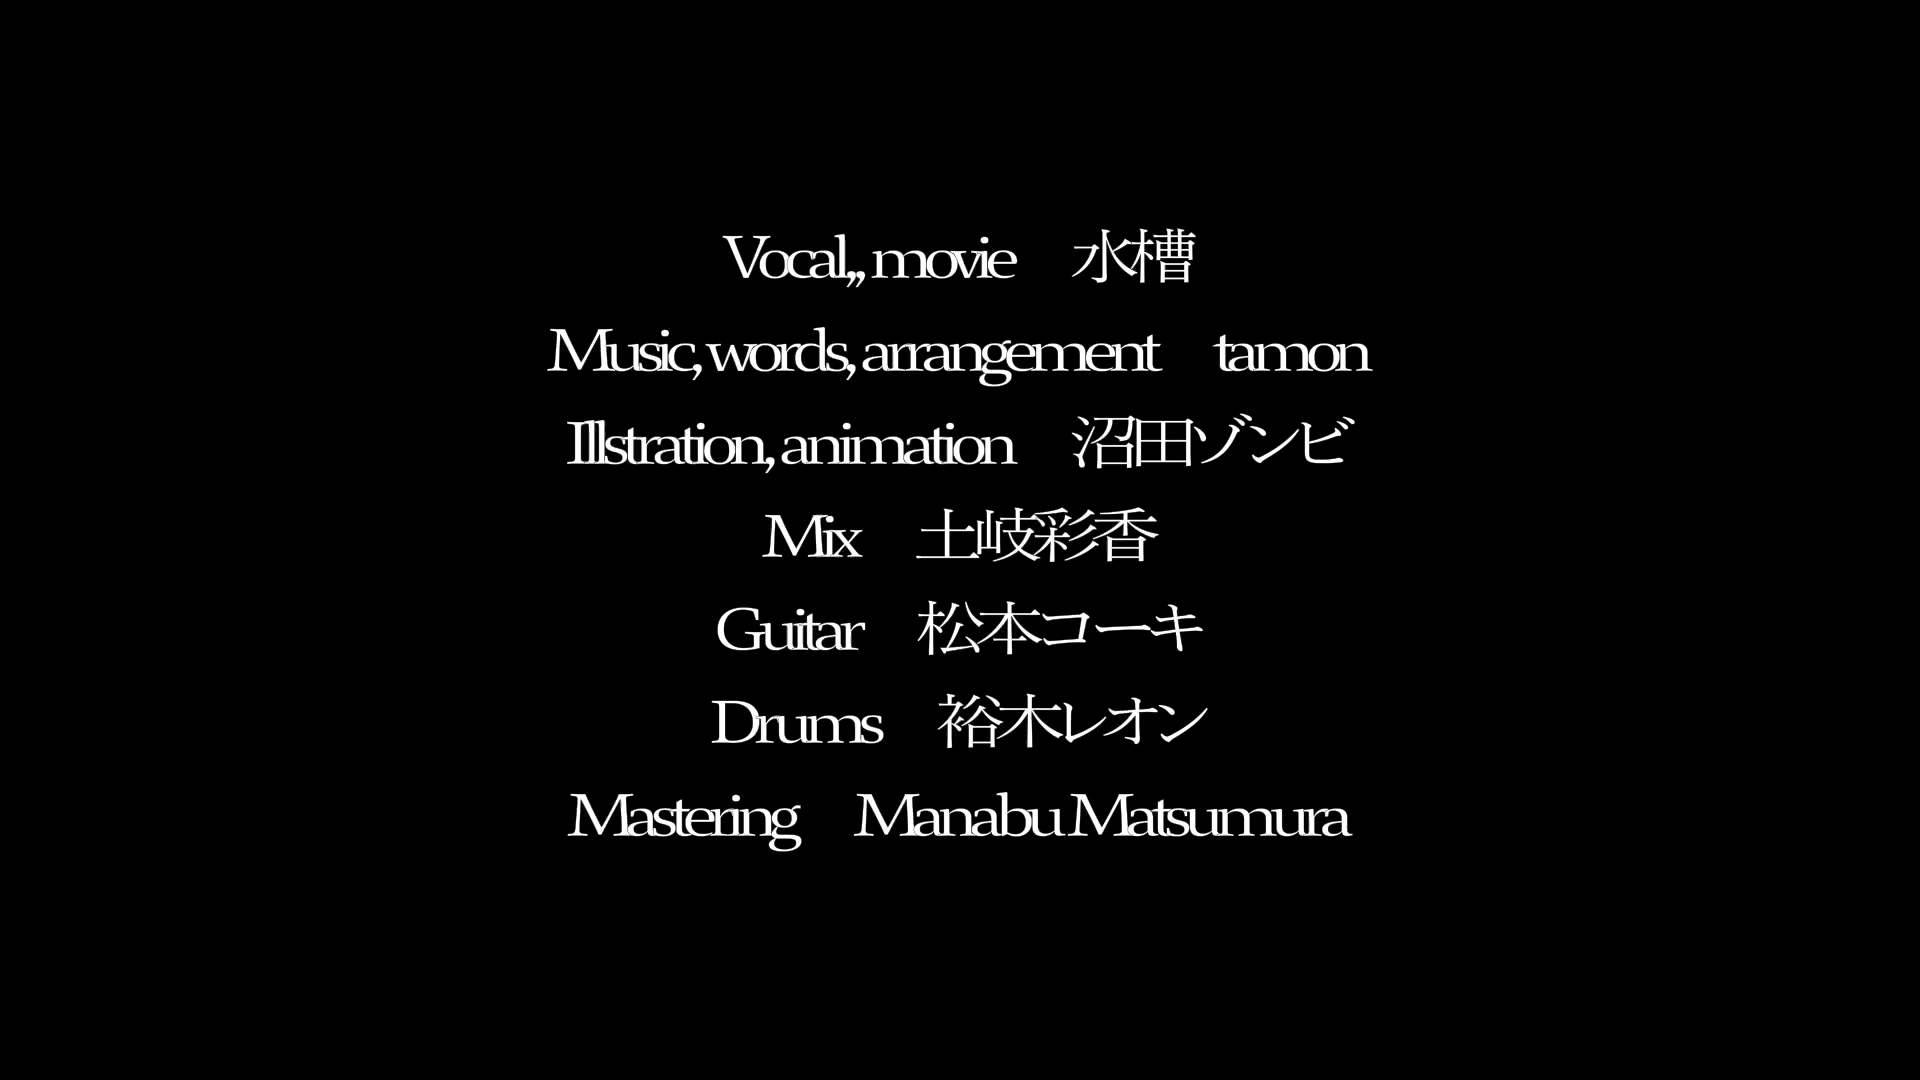 Vocal,, movie　水槽
Music, words, arrangement　tamon
Illstration, animation　沼田ゾンビ
Mix　土岐彩香
Guitar　松本コーキ
Drums　裕木レオン
Mastering　Manabu Matsumura